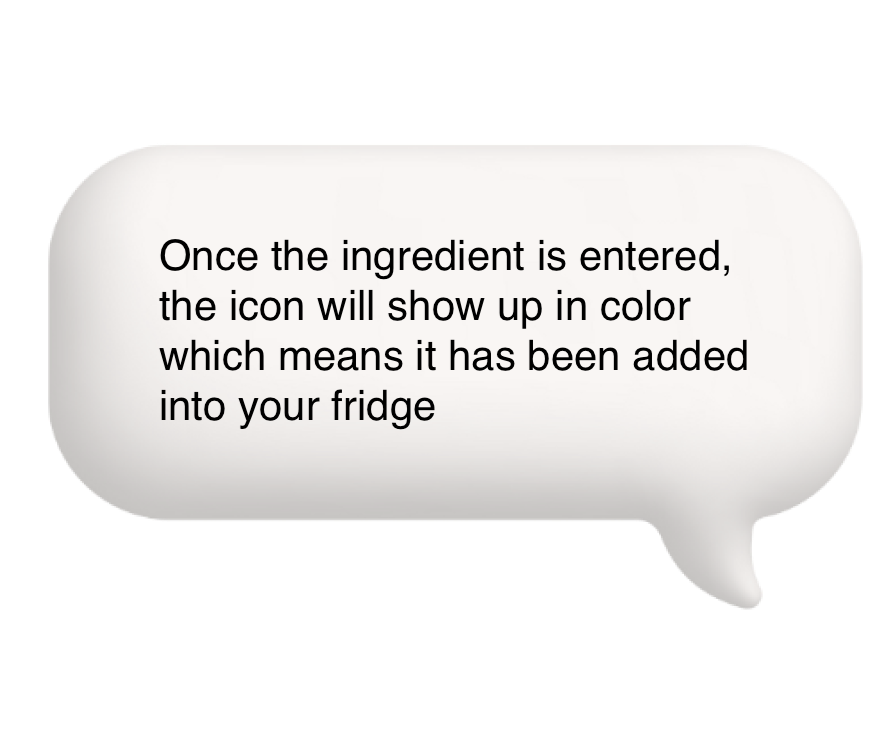 Once the ingredient is entered,
the icon will show up in color
which means it has been added
into your fridge